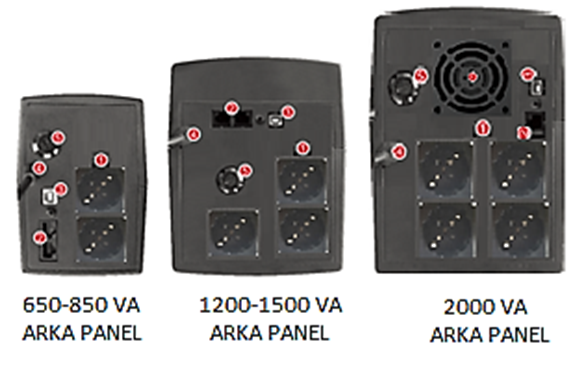 650-850 VA
ARKA PANEL
1200-1500 VA
ARKA PANEL
2000 VA
ARKA PANEL